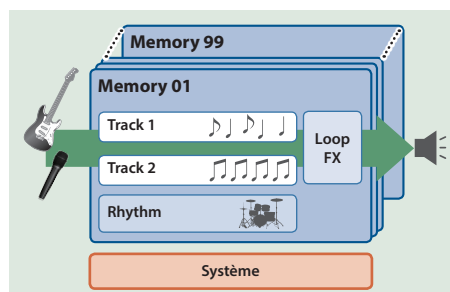 Memory 99
Memory 01
Track 1
Loop
FX
Track 2
Rhythm
Système